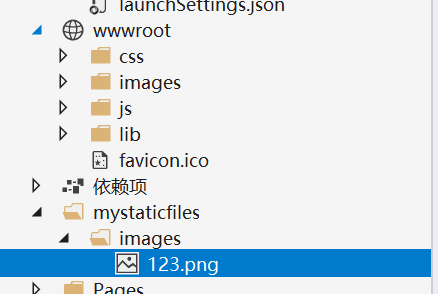 launchSettings.json
wwwroot
css
images
js
lib
favicon.ico
依赖项
mystaticfiles
images
123.png
Pages